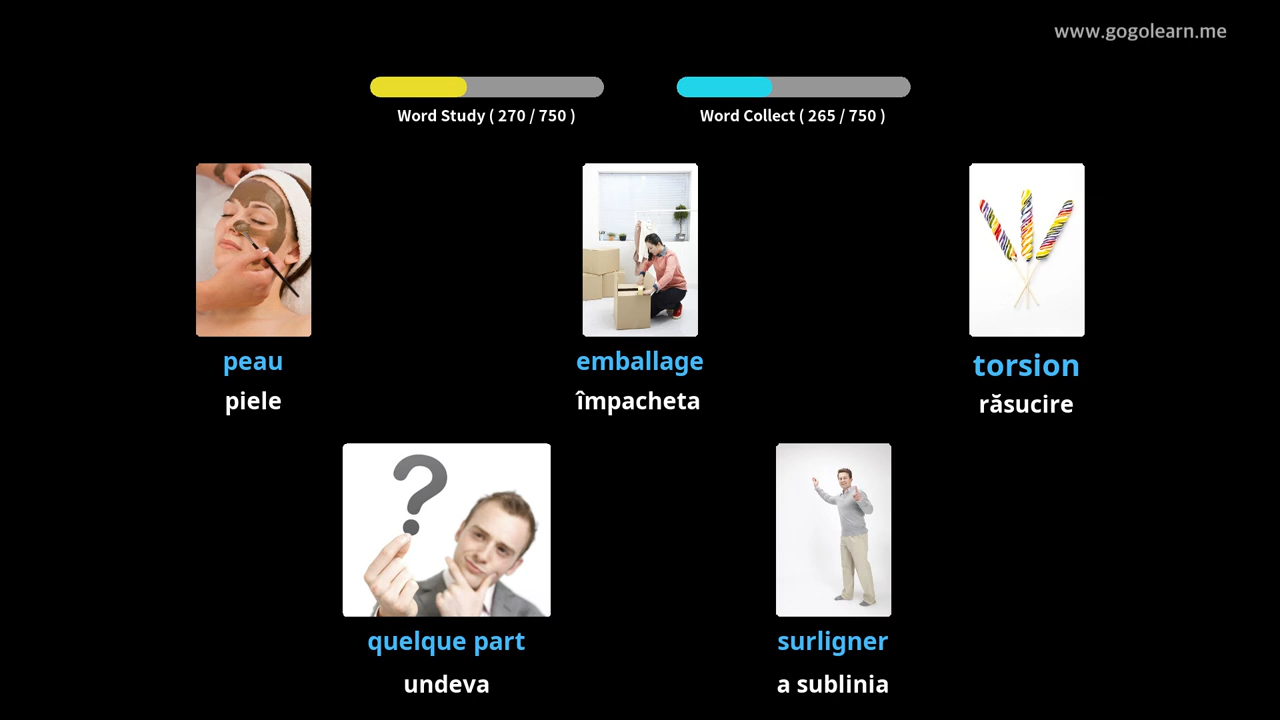 www.gogolearn.me
Word Study ( 270 / 750 )
Word Collect ( 265 / 750 )
peau
piele
emballage
împacheta
torsion
răsucire
quelque part
undeva
surligner
a sublinia